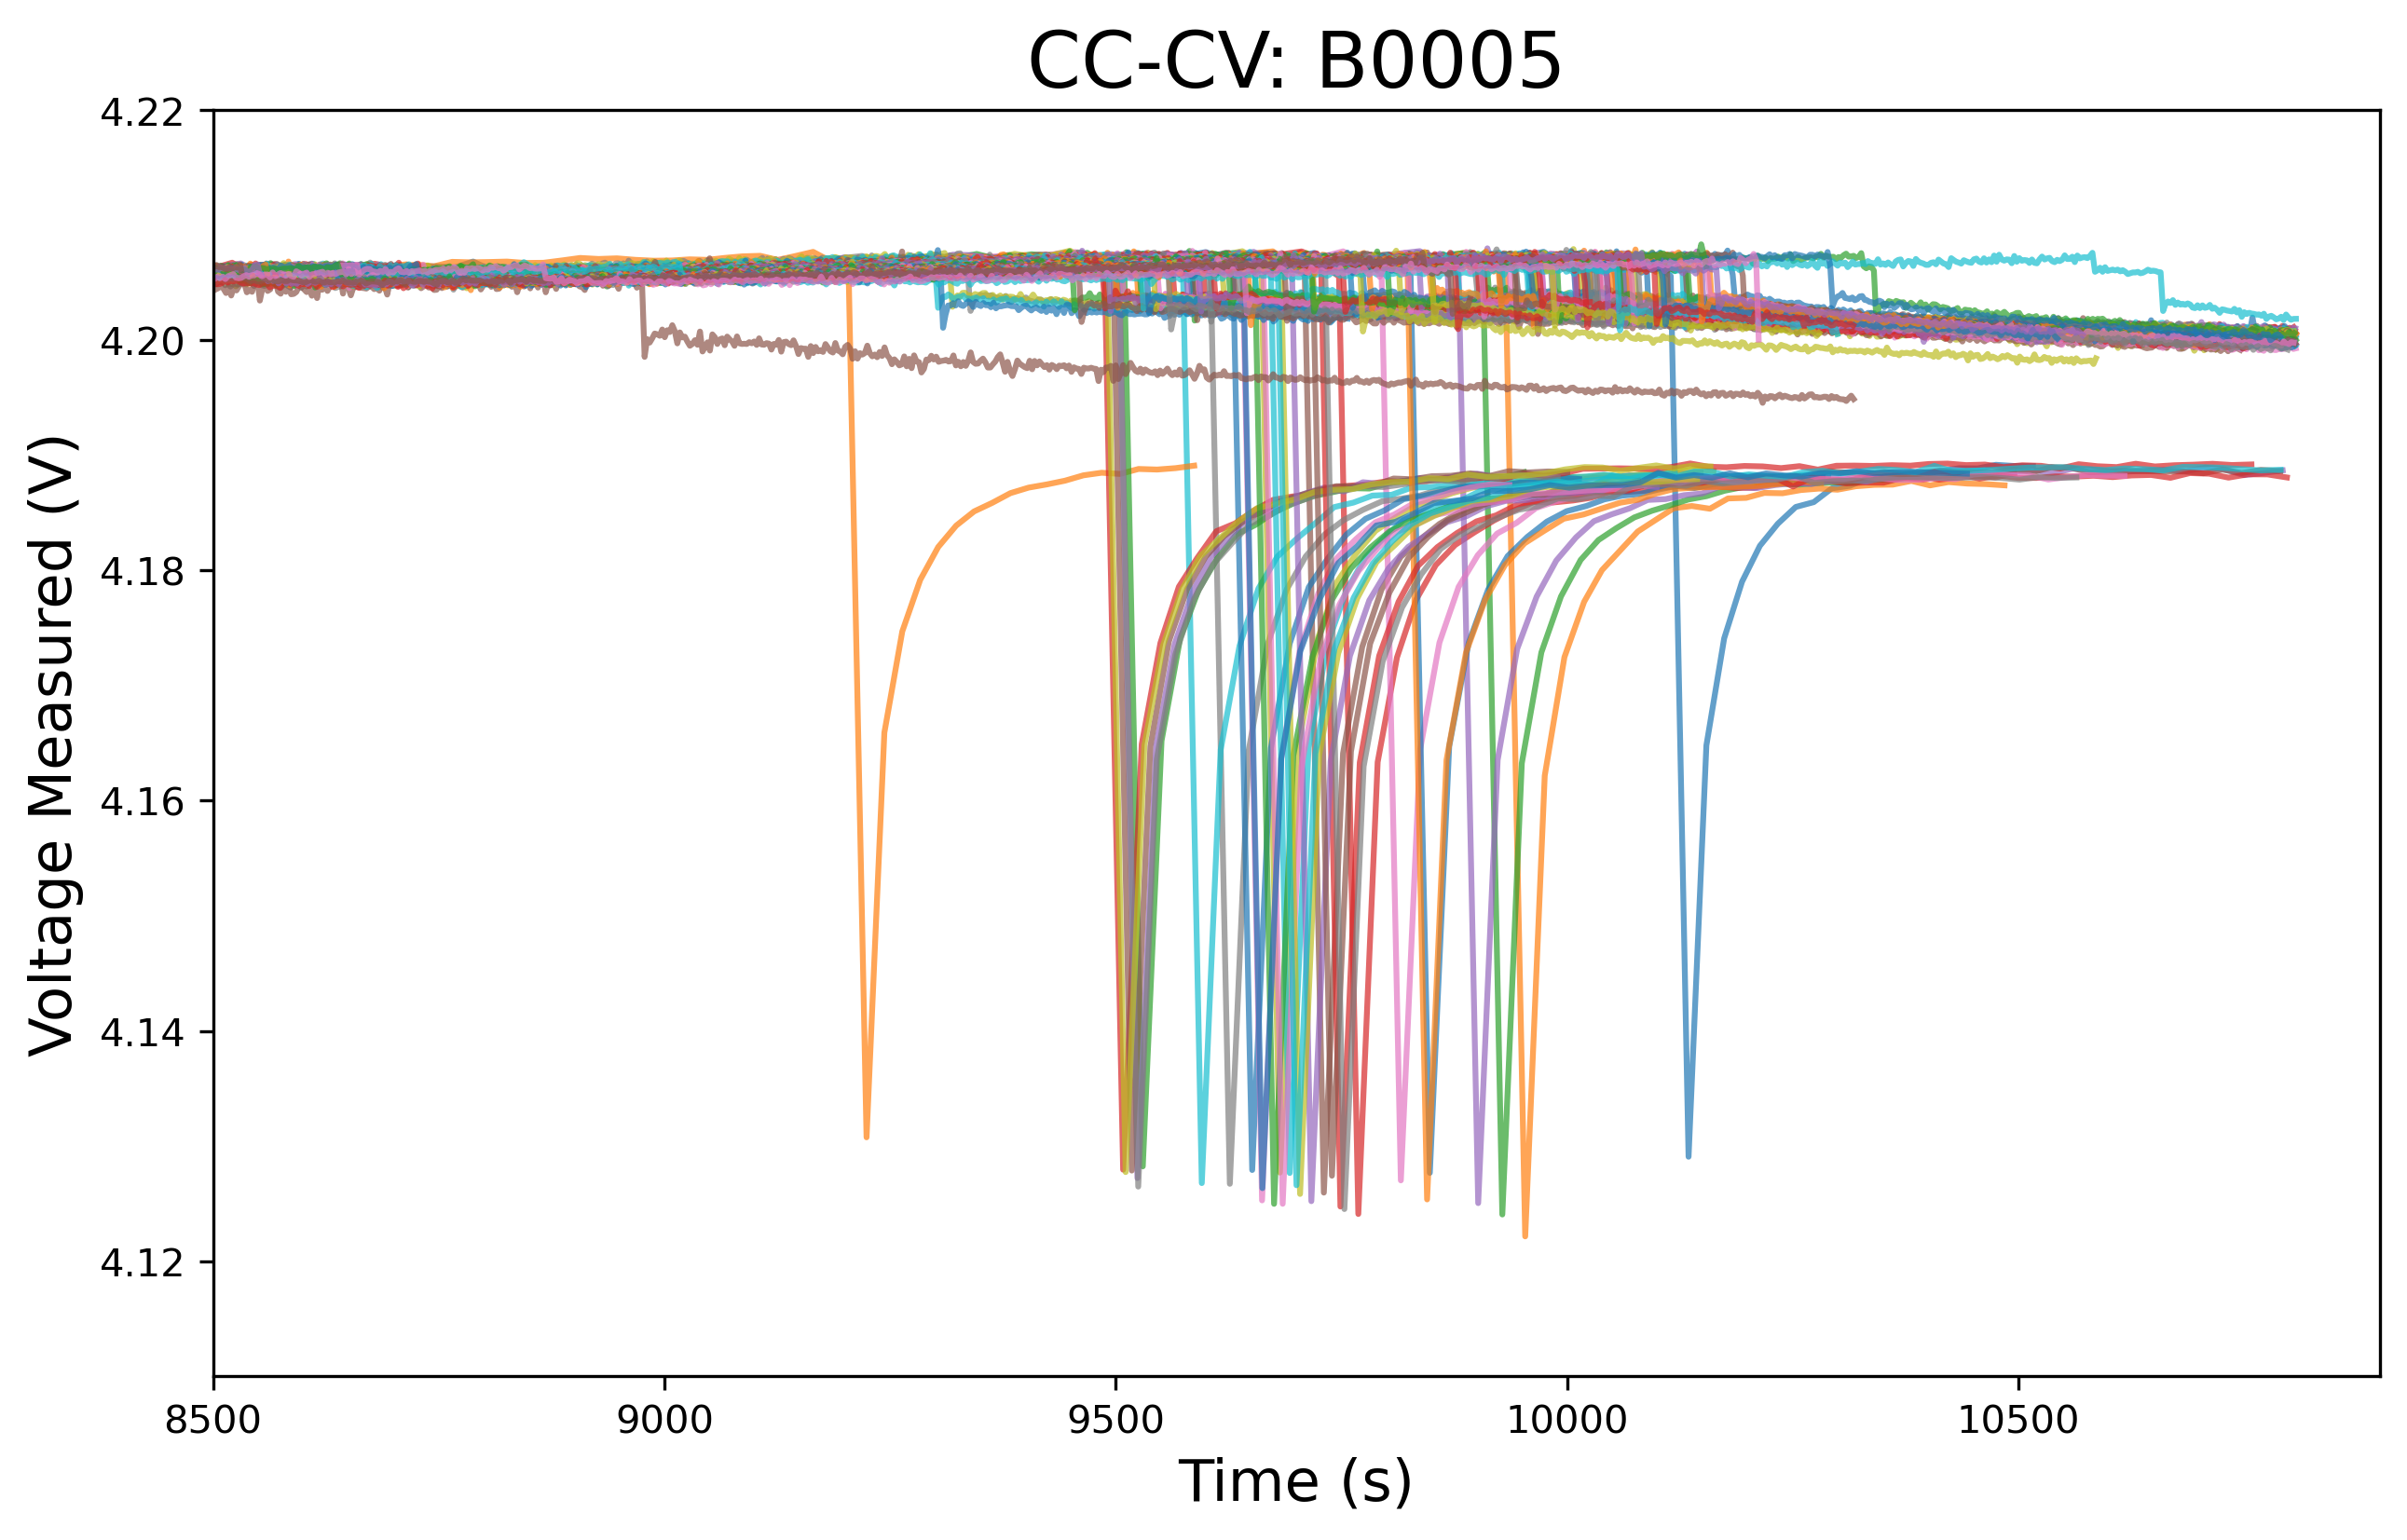 CC-CV: B0005
4.22
4.20
4.18
4.16
4.14
4.12
Voltage Measured (V)
8500 9000 9500 10000 10500
Time (s)